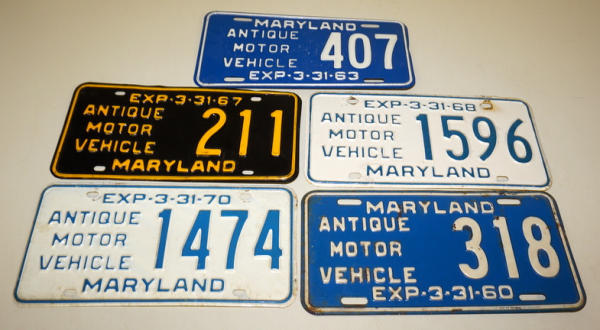 MARYLAND
ANTIQUE
MOTOR
VEHICLE
407
EXP-3-31-63
EXP-3-31-67
ANTIQUE
MOTOR
VEHICLE
211
MARYLAND
EXP-3-31-68
ANTIQUE
MOTOR
VEHICLE
1596
MARYLAND
EXP-3-31-70
ANTIQUE
MOTOR
VEHICLE
1474
MARYLAND
MARYLAND
ANTIQUE
MOTOR
VEHICLE
318
EXP-3-31-60